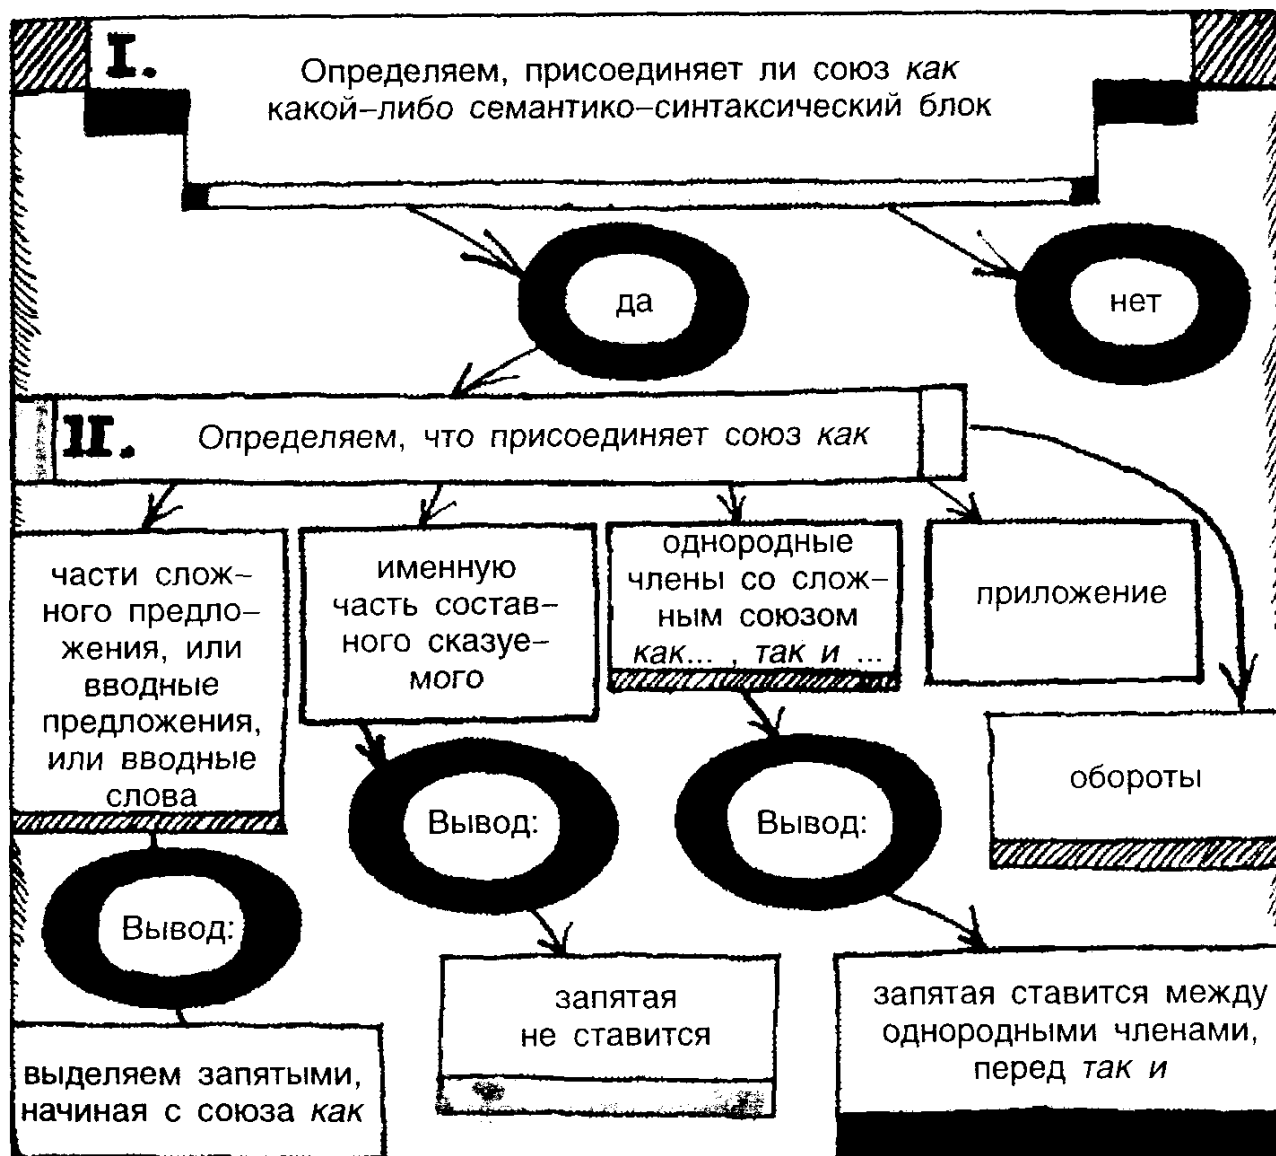 I.
Определяем, присоединяет ли союз как
какой-либо семантико-синтаксический блок
да
нет
II. Определяем, что присоединяет союз как
части слож-
ного предло-
жения, или
вводные
предложения,
или вводные
слова
именную
часть состав-
ного сказуе-
мого
однородные
члены со слож-
ным союзом
как... , так и ...
приложение
обороты
Вывод:
Вывод:
Вывод:
выделяем запятыми,
начиная с союза как
запятая
не ставится
запятая ставится между
однородными членами,
перед так и